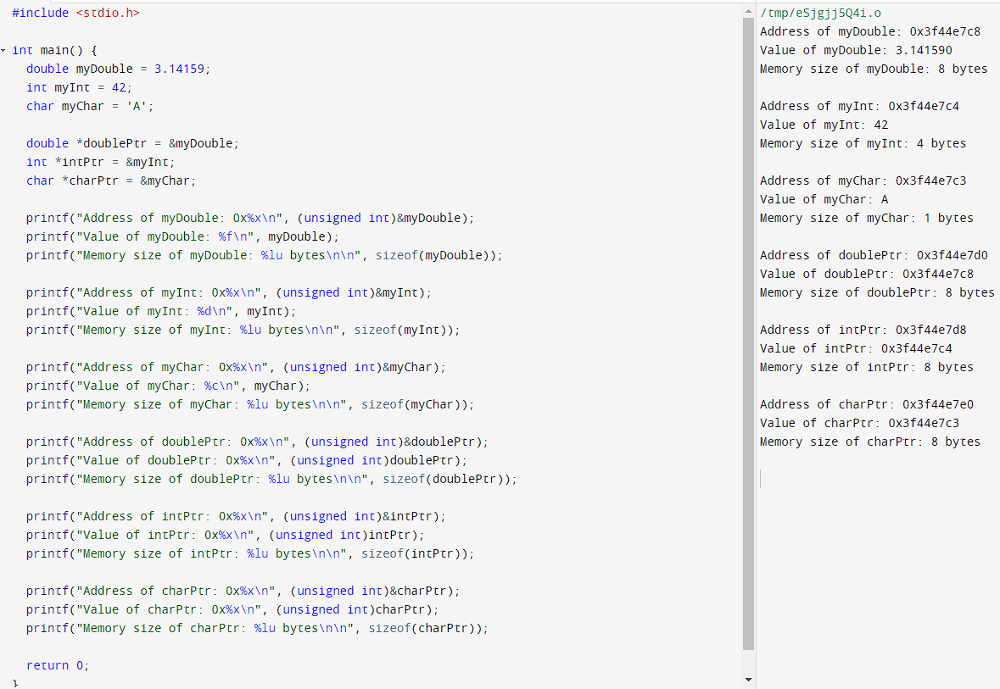 #include <stdio.h>
int main() {
double myDouble = 3.14159;
int myInt = 42;
char myChar = 'A';
double *doublePtr = &myDouble;
int *intPtr = &myInt;
char *charPtr = &myChar;
printf("Address of myDouble: 0x%x\n", (unsigned int)&myDouble);
printf("Value of myDouble: %f\n", myDouble);
printf("Memory size of myDouble: %lu bytes\n\n", sizeof(myDouble));
printf("Address of myInt: 0x%x\n", (unsigned int)&myInt);
printf("Value of myInt: %d\n", myInt);
printf("Memory size of myInt: %lu bytes\n\n", sizeof(myInt));
printf("Address of myChar: 0x%x\n", (unsigned int)&myChar);
printf("Value of myChar: %c\n", myChar);
printf("Memory size of myChar: %lu bytes\n\n", sizeof(myChar));
printf("Address of doublePtr: 0x%x\n", (unsigned int)&doublePtr);
printf("Value of doublePtr: 0x%x\n", (unsigned int)doublePtr);
printf("Memory size of doublePtr: %lu bytes\n\n", sizeof(doublePtr));
printf("Address of intPtr: 0x%x\n", (unsigned int)&intPtr);
printf("Value of intPtr: 0x%x\n", (unsigned int)intPtr);
printf("Memory size of intPtr: %lu bytes\n\n", sizeof(intPtr));
printf("Address of charPtr: 0x%x\n", (unsigned int)&charPtr);
printf("Value of charPtr: 0x%x\n", (unsigned int)charPtr);
printf("Memory size of charPtr: %lu bytes\n\n", sizeof(charPtr));
return 0;
}
/tmp/eSjgjj5Q4i.o
Address of myDouble: 0x3f44e7c8
Value of myDouble: 3.141590
Memory size of myDouble: 8 bytes
Address of myInt: 0x3f44e7c4
Value of myInt: 42
Memory size of myInt: 4 bytes
Address of myChar: 0x3f44e7c3
Value of myChar: A
Memory size of myChar: 1 bytes
Address of doublePtr: 0x3f44e7d0
Value of doublePtr: 0x3f44e7c8
Memory size of doublePtr: 8 bytes
Address of intPtr: 0x3f44e7d8
Value of intPtr: 0x3f44e7c4
Memory size of intPtr: 8 bytes
Address of charPtr: 0x3f44e7e0
Value of charPtr: 0x3f44e7c3
Memory size of charPtr: 8 bytes